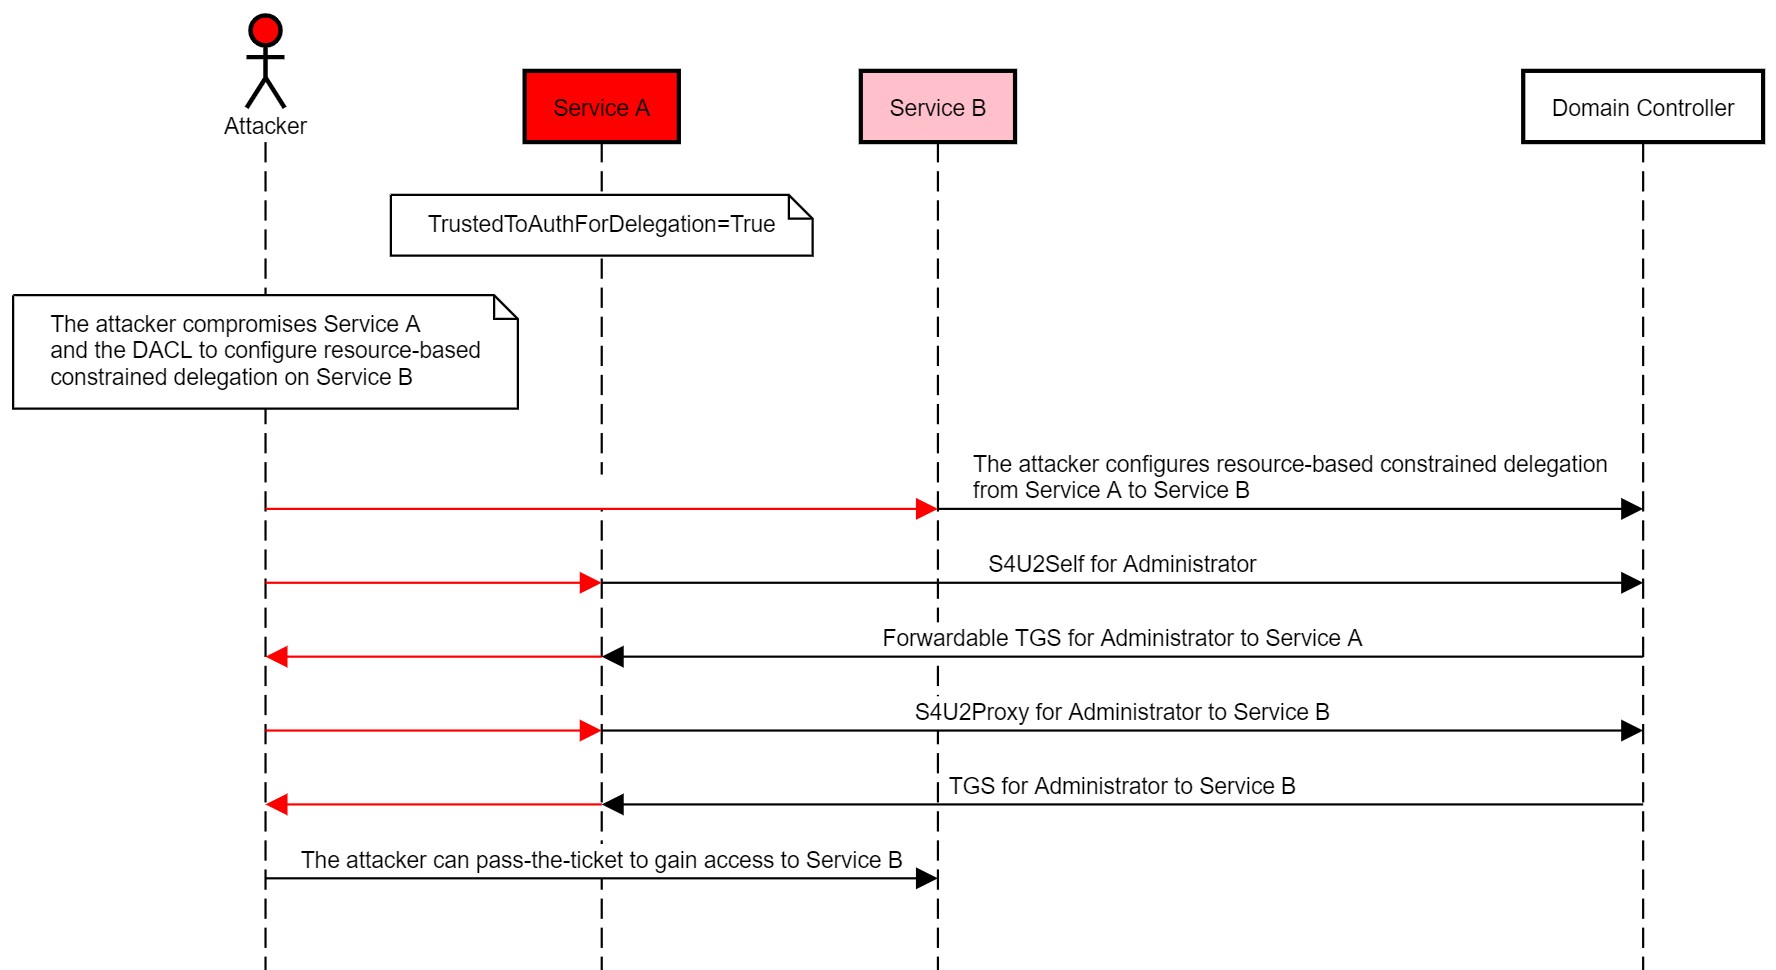 Attacker
Service A
Service B
Domain Controller
TrustedToAuthForDelegation=True
The attacker compromises Service A
and the DACL to configure resource-based
constrained delegation on Service B
The attacker configures resource-based constrained delegation
from Service A to Service B
S4U2Self for Administrator
Forwardable TGS for Administrator to Service A
S4U2Proxy for Administrator to Service B
TGS for Administrator to Service B
The attacker can pass-the-ticket to gain access to Service B